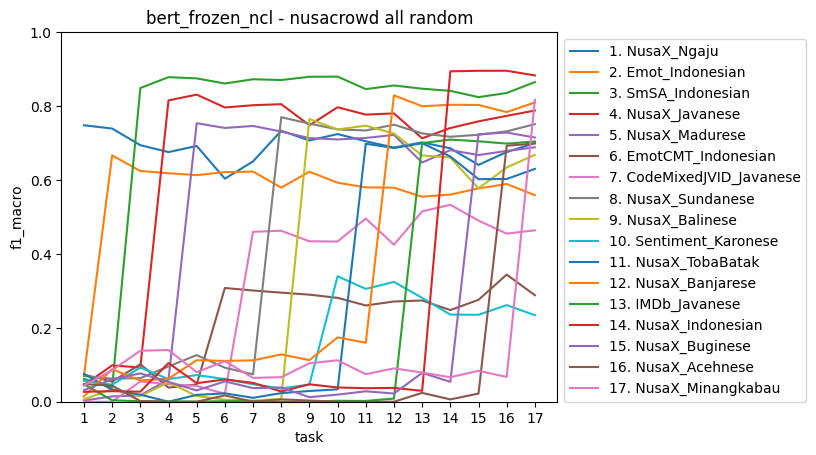 bert_frozen_ncl - nusacrowd all random
f1_macro
1.0
0.8
0.6
0.4
0.2
0.0
1 2 3 4 5 6 7 8 9 10 11 12 13 14 15 16 17
task
1. NusaX_Ngaju
2. Emot_Indonesian
3. SmSA_Indonesian
4. NusaX_Javanese
5. NusaX_Madurese
6. EmotCMT_Indonesian
7. CodeMixedJVID_Javanese
8. NusaX_Sundanese
9. NusaX_Balinese
10. Sentiment_Karonese
11. NusaX_TobaBatak
12. NusaX_Banjarese
13. IMDb_Javanese
14. NusaX_Indonesian
15. NusaX_Buginese
16. NusaX_Acehnese
17. NusaX_Minangkabau